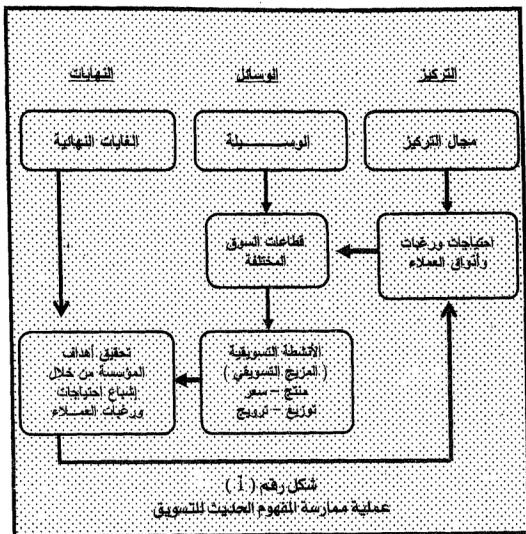 التركيز
الوسائل
النهايات
مجال التركيز
الوســـــــيلة
الغايات النهائية
احتياجات ورغبات
وأذواق العملاء
قطاعات السوق
المختلفة
الأنشطة التسويقية
( المزيج التسويقي )
منتج – سعر
توزيع – ترويج
تحقيق أهداف
المؤسسة من خلال
إشباع احتياجات
ورغبات العمـــلاء
شكل رقم ( 1 )
عملية ممارسة المفهوم الحديث للتسويق